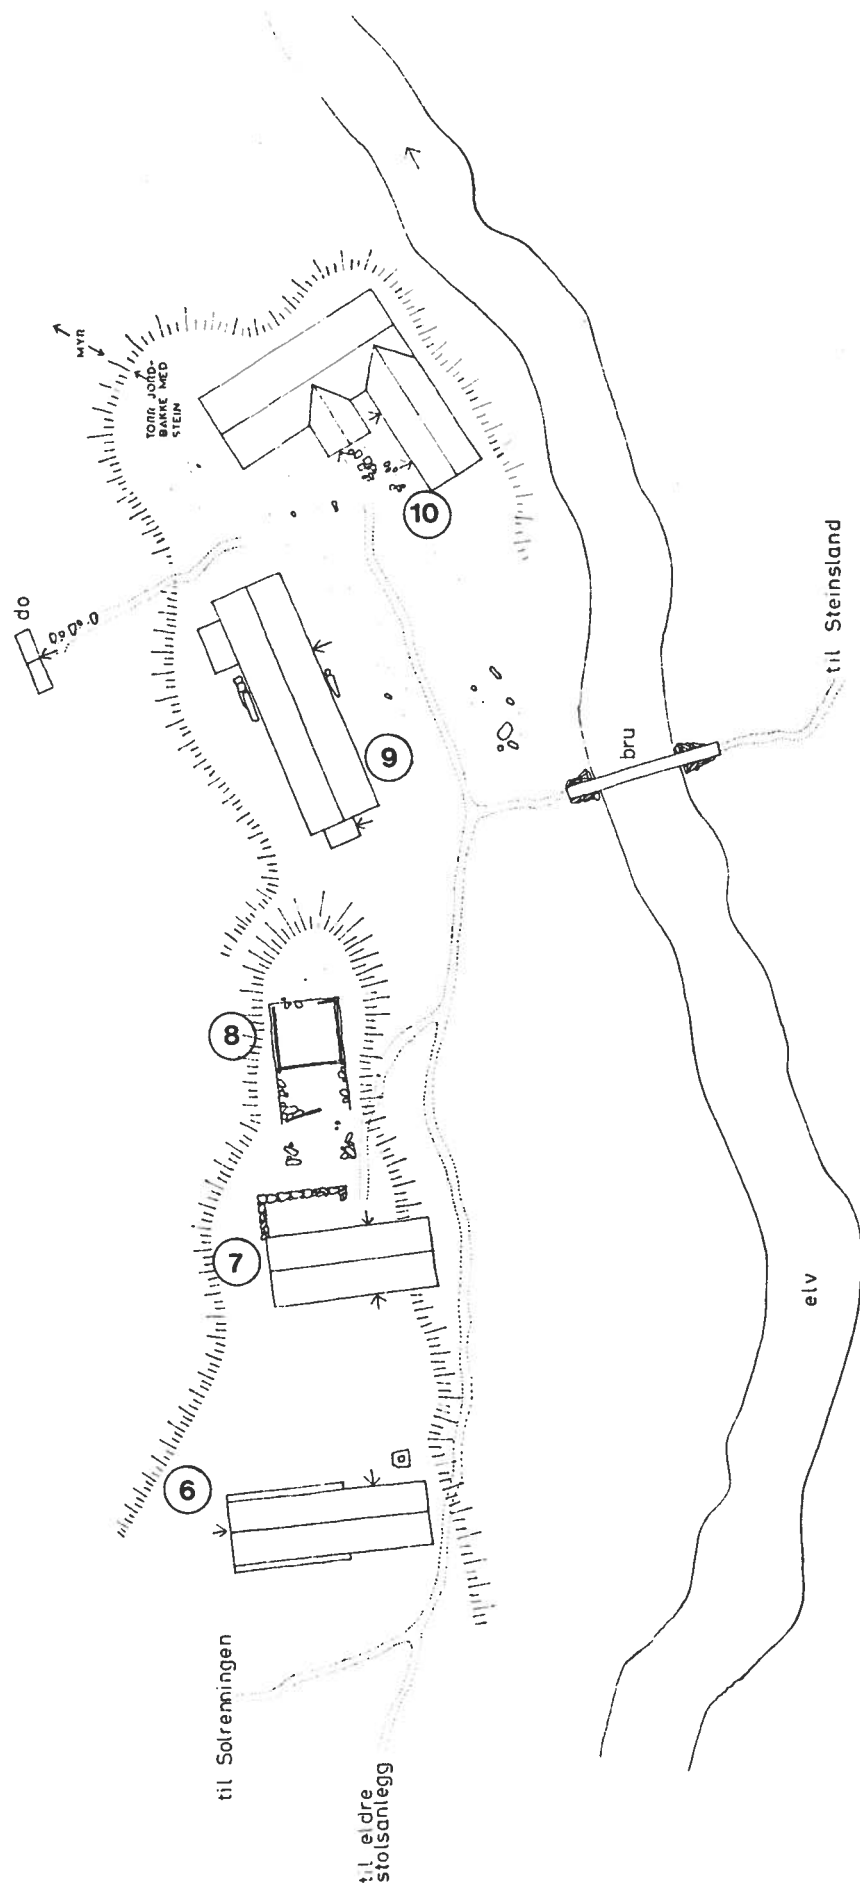 MYR
TØRR JORD-
BAKKE MED
STEIN
do
10
til Steinsland
9
bru
8
7
elv
6
til Solrenningen
til eldre
stølsanlegg